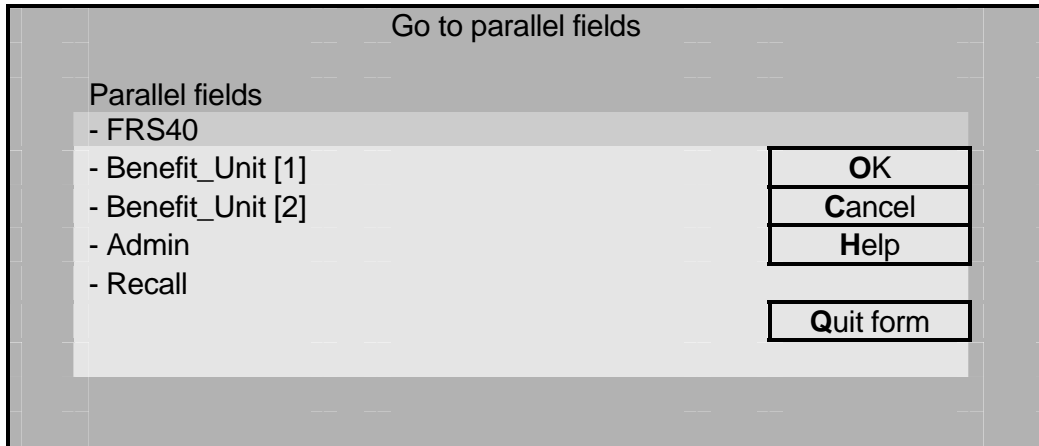 Go to parallel fields
Parallel fields
- FRS40
- Benefit_Unit [1]
- Benefit_Unit [2]
- Admin
- Recall
OK
Cancel
Help
Quit form